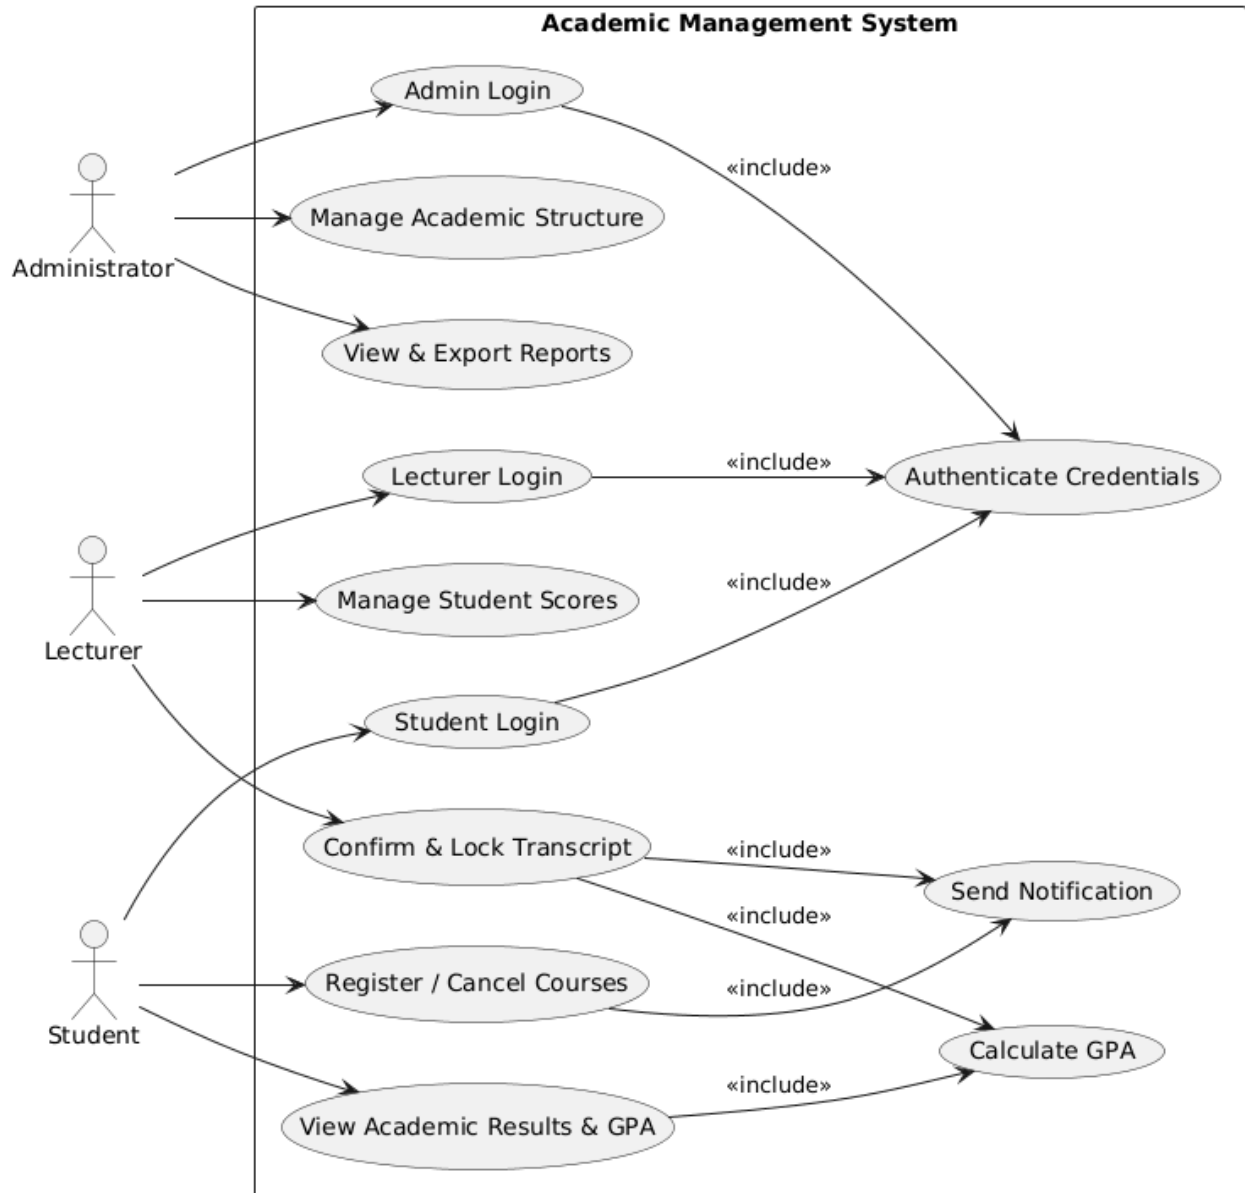 Academic Management System
Admin Login
«include»
Manage Academic Structure
Administrator
View & Export Reports
Lecturer Login
«include»
Authenticate Credentials
«include»
Manage Student Scores
Lecturer
Student Login
Confirm & Lock Transcript
«include»
Send Notification
«include»
Register / Cancel Courses
«include»
Student
Calculate GPA
«include»
View Academic Results & GPA